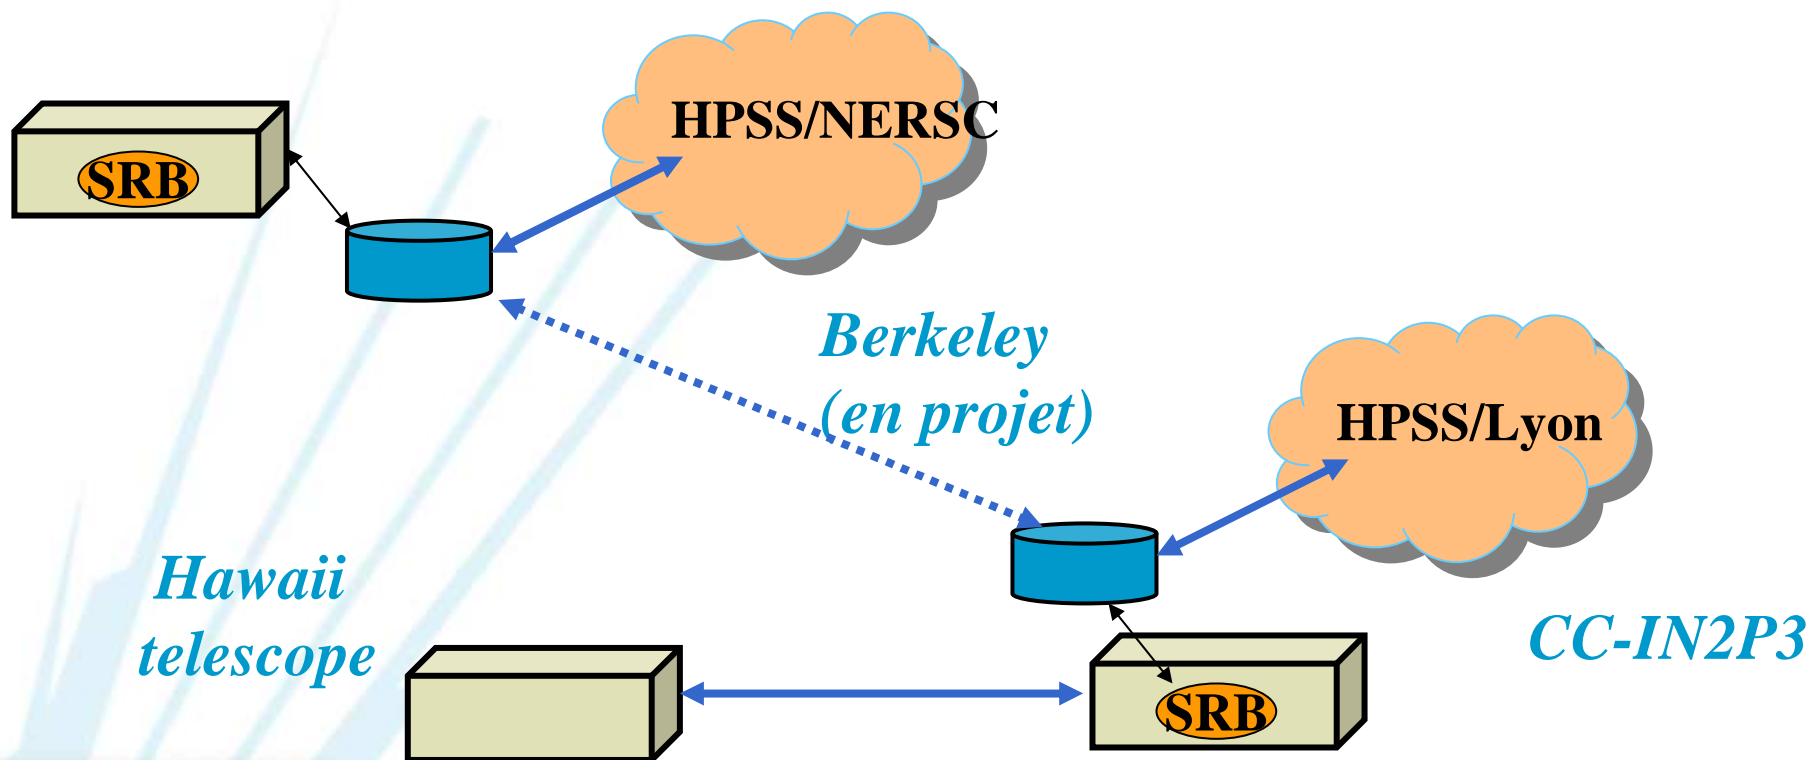 HPSS/NERSC
SRB
Berkeley
(en projet)
HPSS/Lyon
Hawaii
telescope
CC-IN2P3
SRB